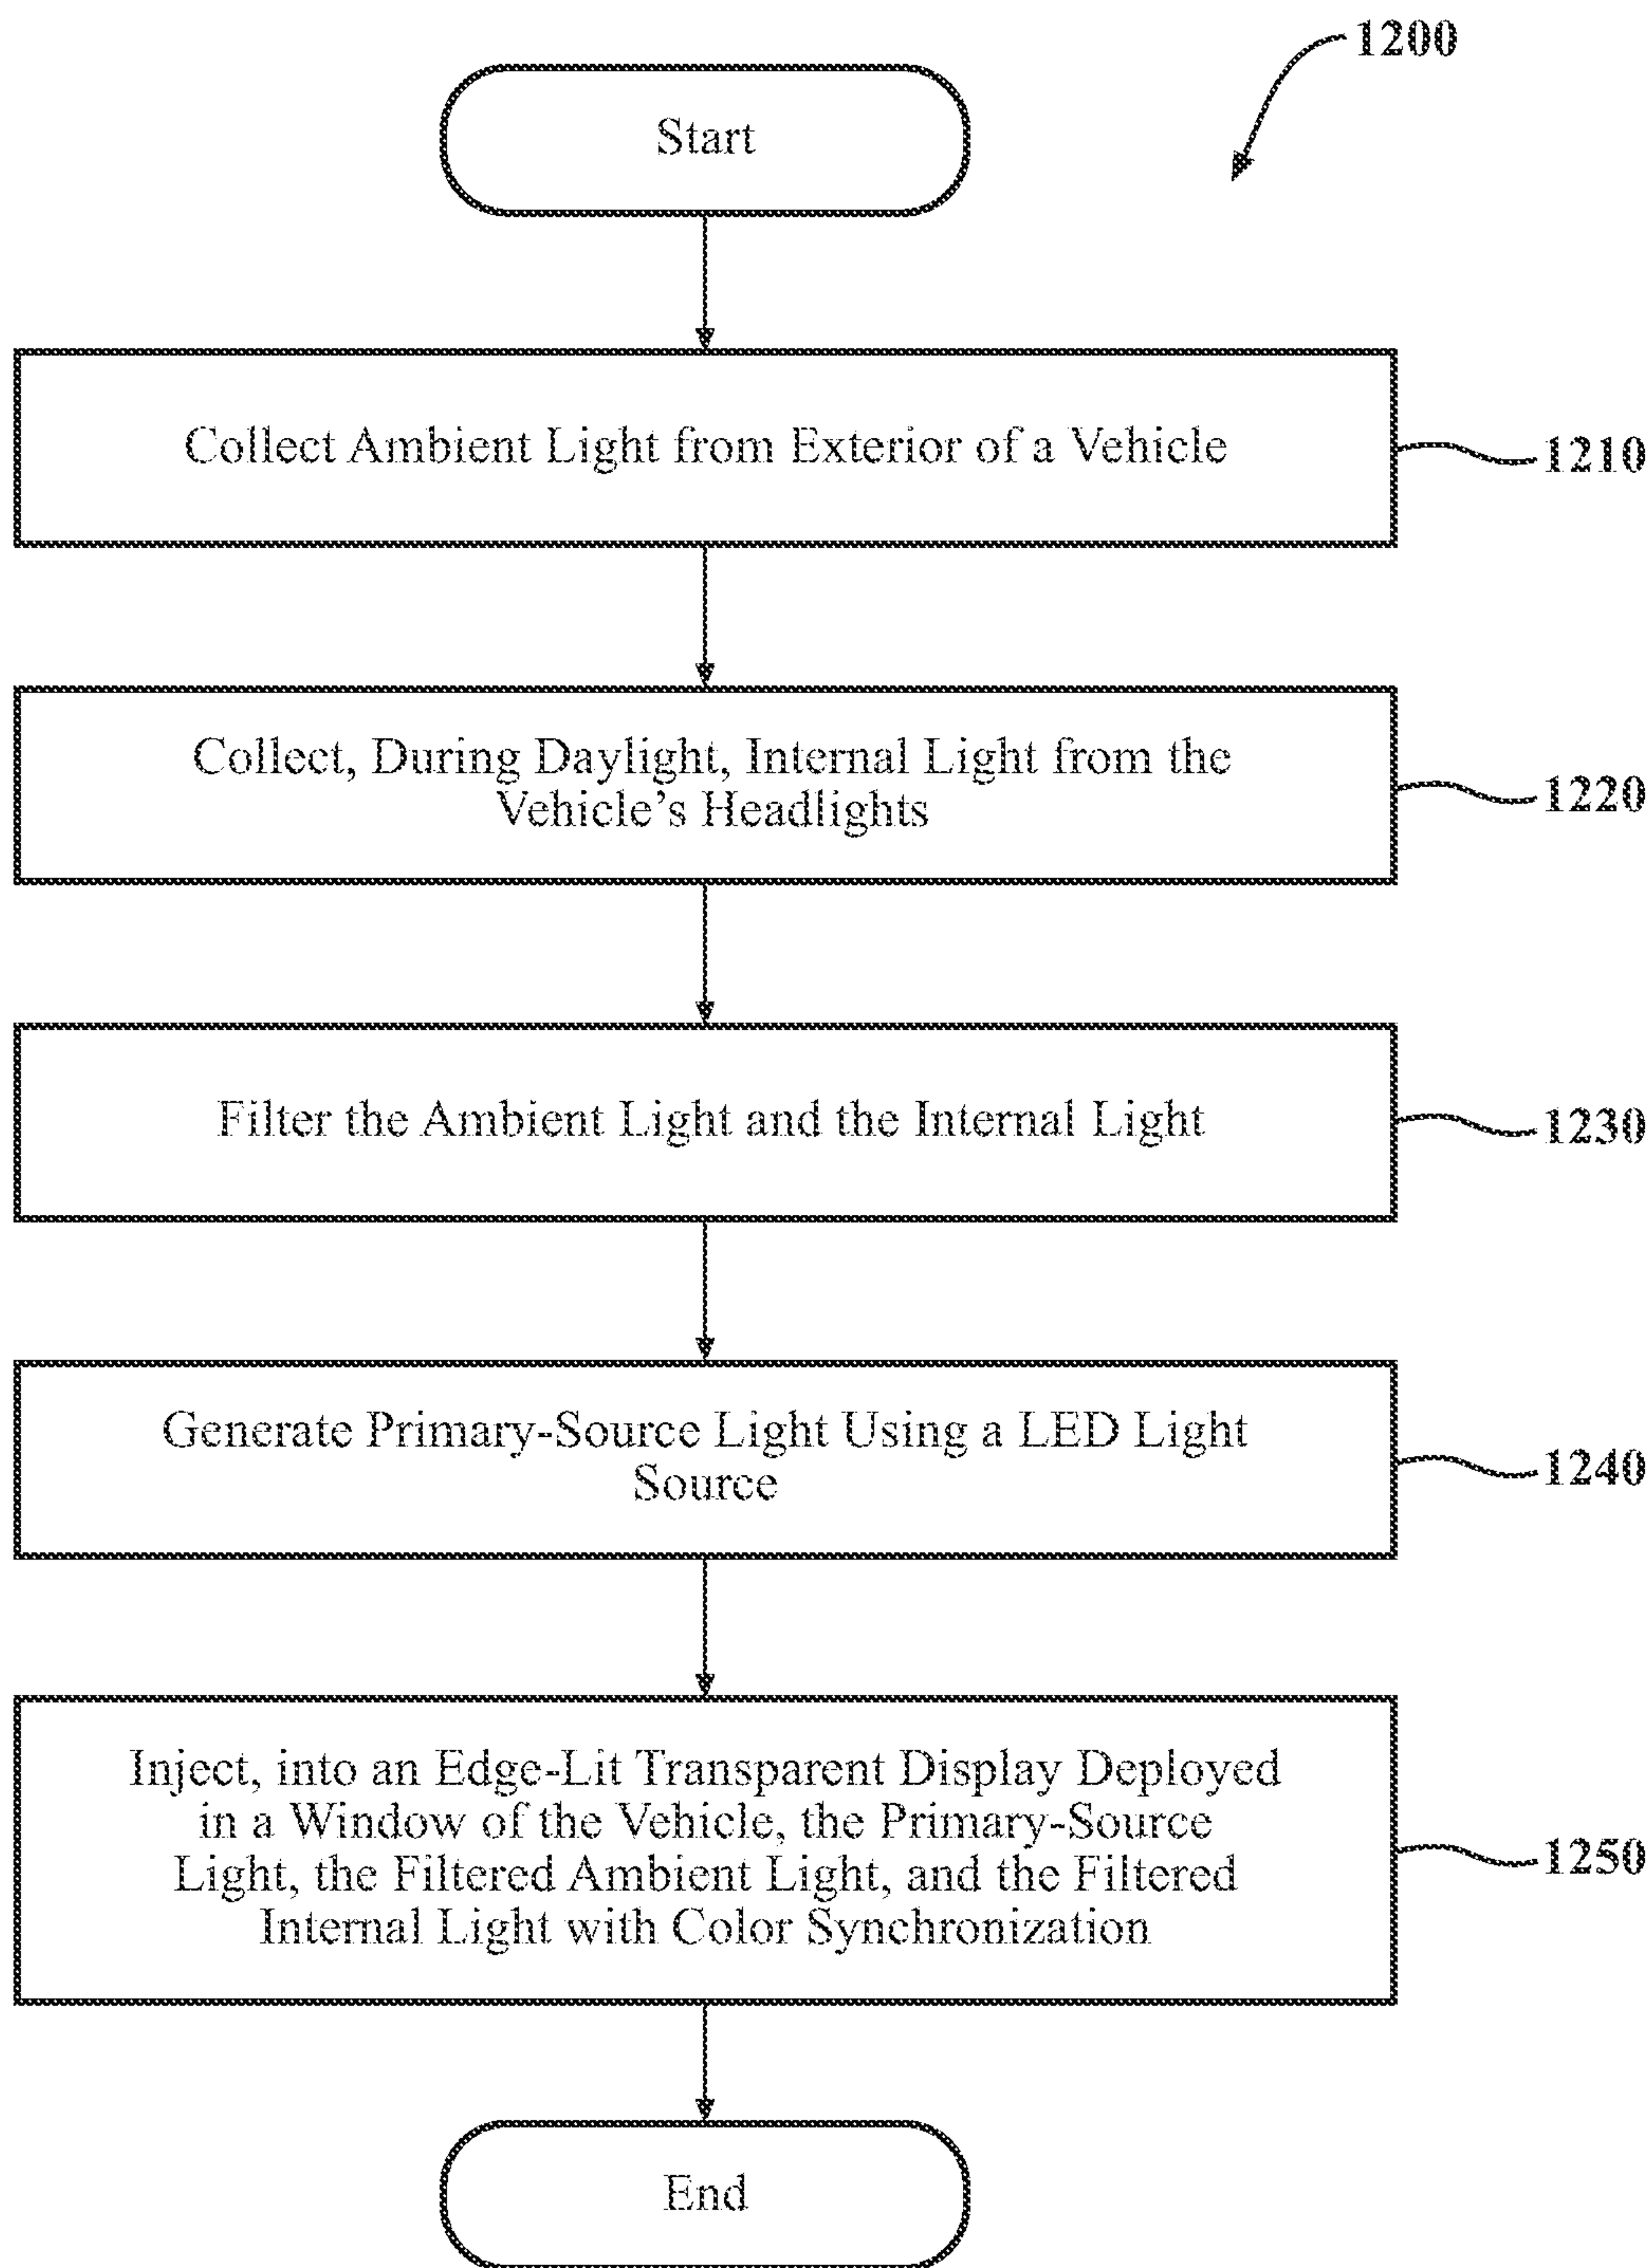 1200
Start
Collect Ambient Light from Exterior of a Vehicle
1210
Collect, During Daylight, Internal Light from the
Vehicle's Headlights
1220
Filter the Ambient Light and the Internal Light
1230
Generate Primary-Source Light Using a LED Light
Source
1240
Inject, into an Edge-Lit Transparent Display Deployed
in a Window of the Vehicle, the Primary-Source
Light, the Filtered Ambient Light, and the Filtered
Internal Light with Color Synchronization
1250
End